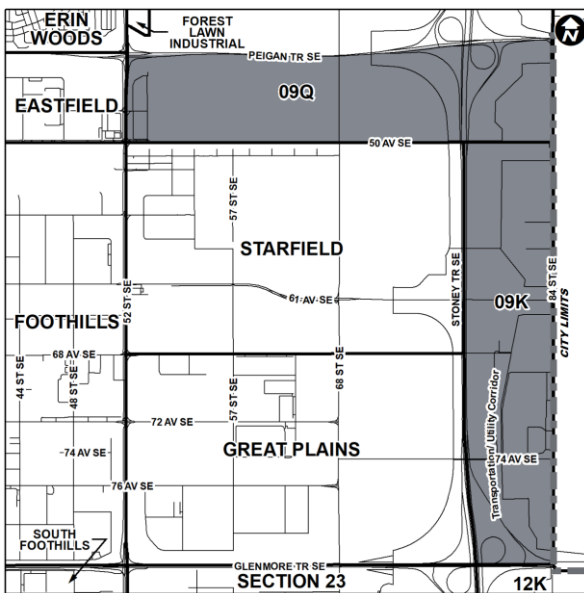 ERIN
WOODS
FOREST
LAWN
INDUSTRIAL
N
PEIGAN TR SE
09Q
EASTFIELD
50 AV SE
57 ST SE
STARFIELD
STONEY TR SE
84 ST SE
CITY LIMITS
52 ST SE
61 AV SE
09K
FOOTHILLS
68 AV SE
44 ST SE
48 ST SE
57 ST SE
68 ST SE
72 AV SE
GREAT PLAINS
74 AV SE
74 AV SE
Transportation/ Utility Corridor
76 AV SE
SOUTH
FOOTHILLS
GLENMORE TR SE
SECTION 23
12K